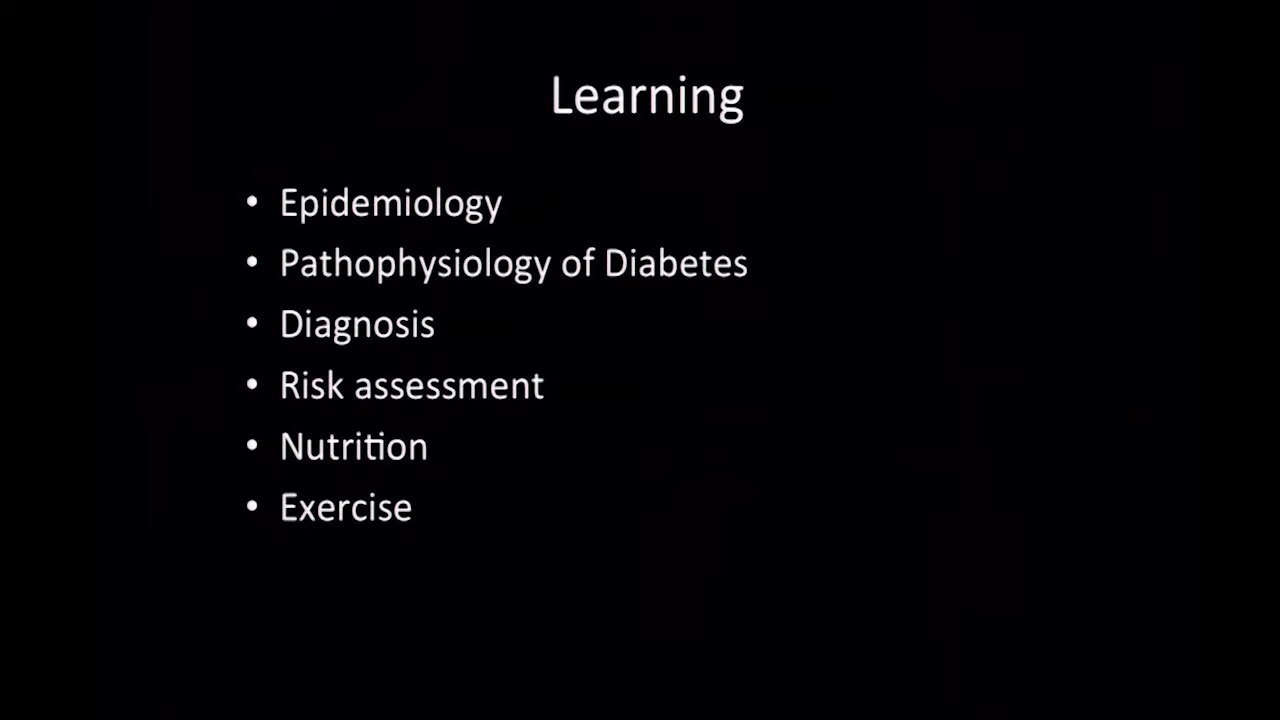 Learning
• Epidemiology
• Pathophysiology of Diabetes
• Diagnosis
• Risk assessment
• Nutrition
• Exercise